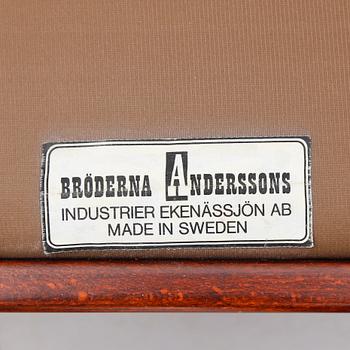 BRÖDERNA ANDERSSONS
INDUSTRIER EKENÄSSJÖN AB
MADE IN SWEDEN